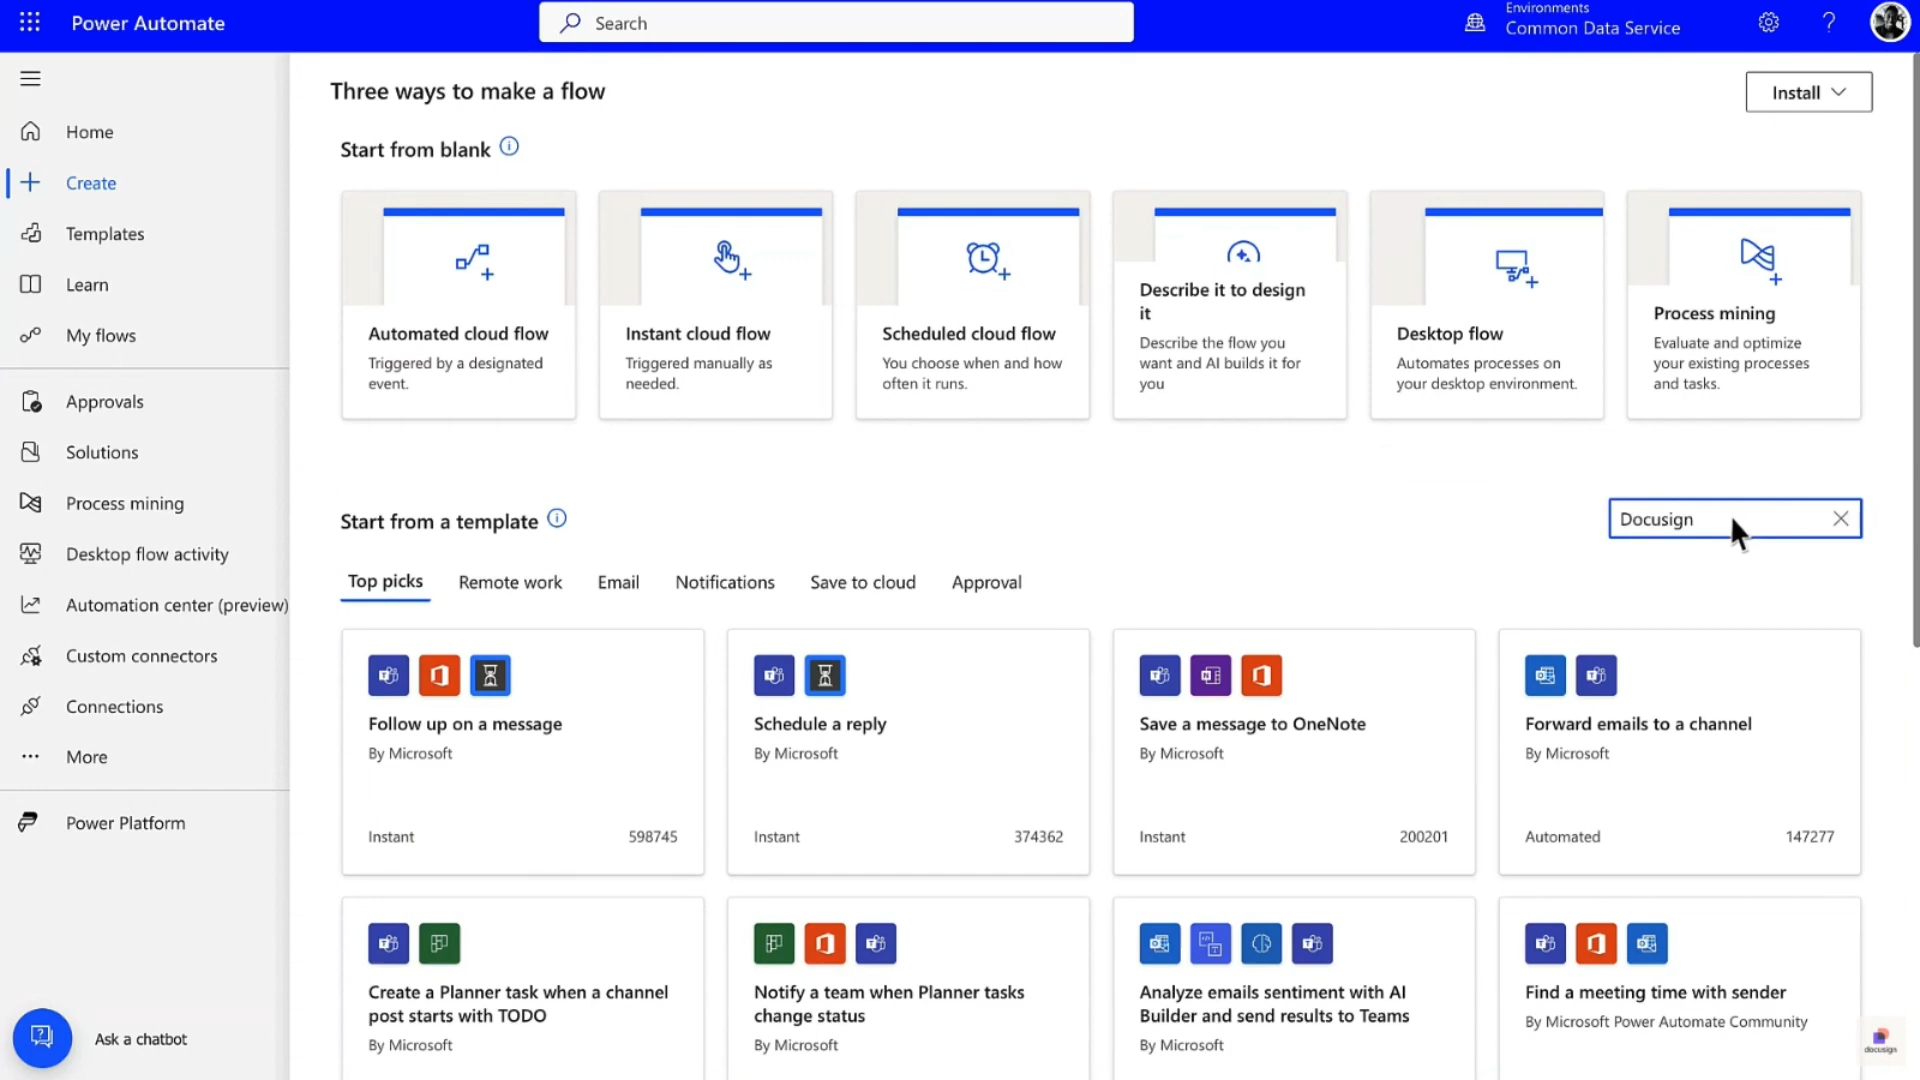 Power Automate
Search
Environments
Common Data Service
Home
Create
Templates
Learn
My flows
Approvals
Solutions
Process mining
Desktop flow activity
Automation center (preview)
Custom connectors
Connections
More
Power Platform
Ask a chatbot
Three ways to make a flow
Install
Start from blank
Automated cloud flow
Triggered by a designated
event.
Instant cloud flow
Triggered manually as
needed.
Scheduled cloud flow
You choose when and how
often it runs.
Describe it to design
it
Describe the flow you
want and AI builds it for
you
Desktop flow
Automates processes on
your desktop environment.
Process mining
Evaluate and optimize
your existing processes
and tasks.
Start from a template
Docusign
Top picks
Remote work
Email
Notifications
Save to cloud
Approval
Follow up on a message
By Microsoft
Instant
598745
Schedule a reply
By Microsoft
Instant
374362
Save a message to OneNote
By Microsoft
Instant
200201
Forward emails to a channel
By Microsoft
Automated
147277
Create a Planner task when a channel
post starts with TODO
By Microsoft
Notify a team when Planner tasks
change status
By Microsoft
Analyze emails sentiment with AI
Builder and send results to Teams
By Microsoft
Find a meeting time with sender
By Microsoft Power Automate Community
docusign